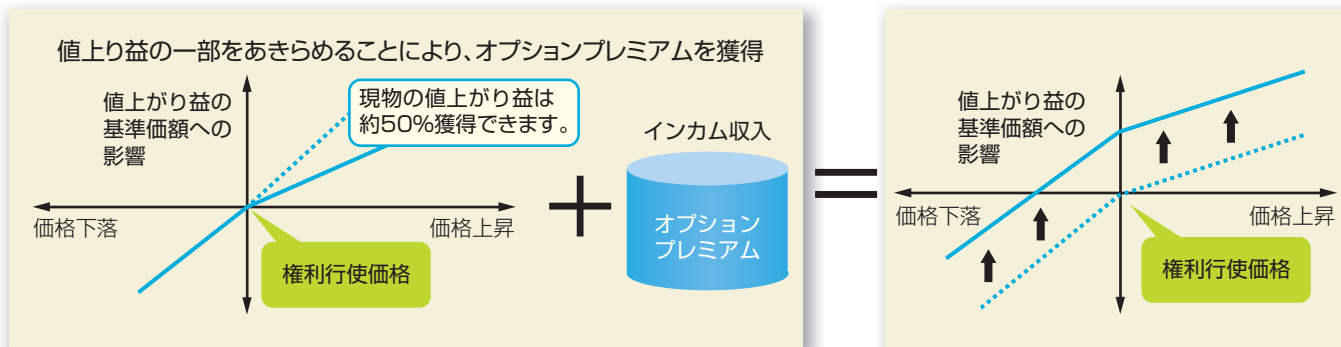 値上り益の一部をあきらめることにより、オプションプレミアムを獲得
値上がり益の
基準価額への
影響
現物の値上がり益は
約50%獲得できます。
価格下落
価格上昇
権利行使価格
インカム収入
オプション
プレミアム
値上がり益の
基準価額への
影響
価格下落
価格上昇
権利行使価格